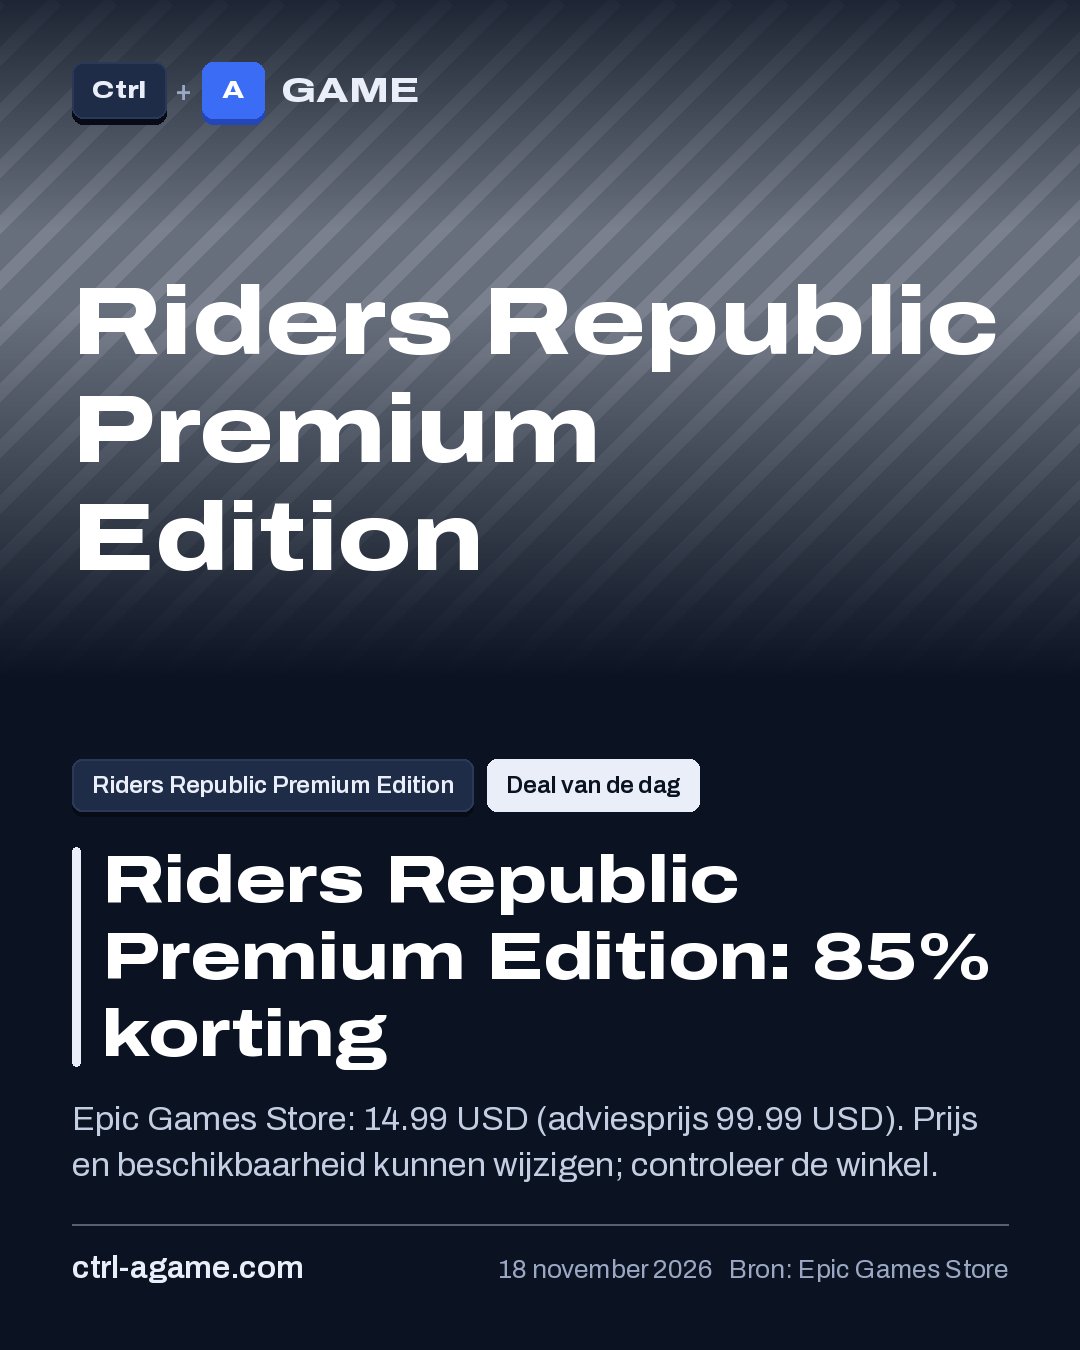 Ctrl + A GAME
Riders Republic
Premium
Edition
Riders Republic Premium Edition
Deal van de dag
Riders Republic
Premium Edition: 85%
korting
Epic Games Store: 14.99 USD (adviesprijs 99.99 USD). Prijs
en beschikbaarheid kunnen wijzigen; controleer de winkel.
ctrl-agame.com
18 november 2026 Bron: Epic Games Store